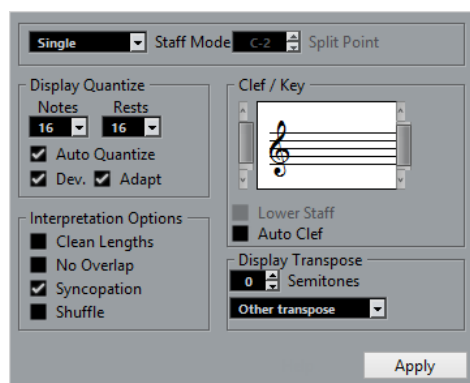 Single Staff Mode C-2 Split Point
Display Quantize
Notes Rests
16 16
Auto Quantize
Dev. Adapt
Interpretation Options
Clean Lengths
No Overlap
Syncopation
Shuffle
Clef / Key
Lower Staff
Auto Clef
Display Transpose
0 Semitones
Other transpose
Apply